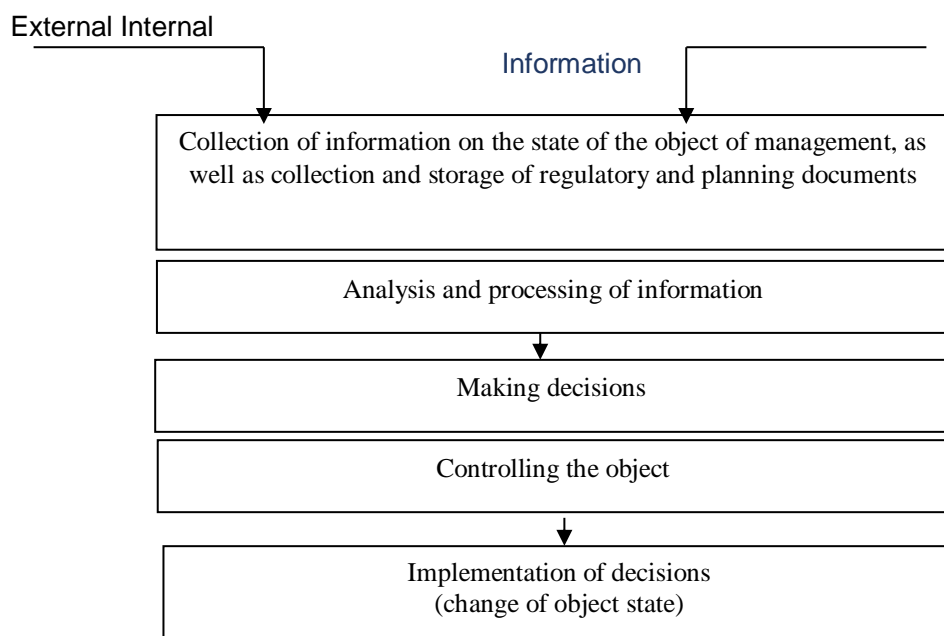 External Internal
Information
Collection of information on the state of the object of management, as
well as collection and storage of regulatory and planning documents
Analysis and processing of information
Making decisions
Controlling the object
Implementation of decisions
(change of object state)